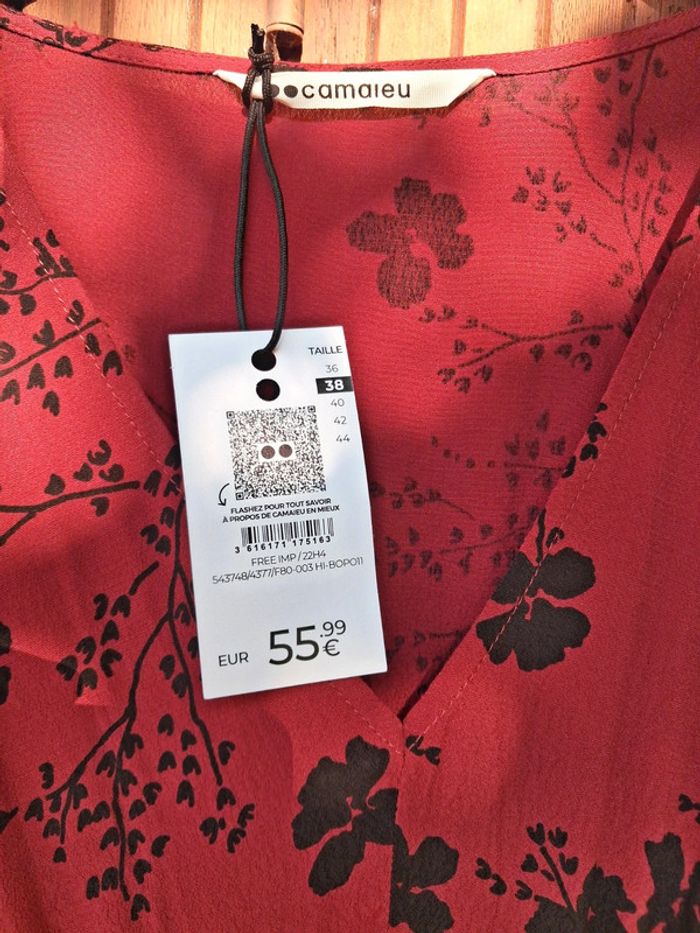 camaieu
TAILLE
36
38
40
42
44
FLASHEZ POUR TOUT SAVOIR
À PROPOS DE CAMAIEU EN MIEUX
3 616171 175163
FREE IMP / 22H4
543748/4377/F80-003 HI-BOPO11
EUR 55.99 €